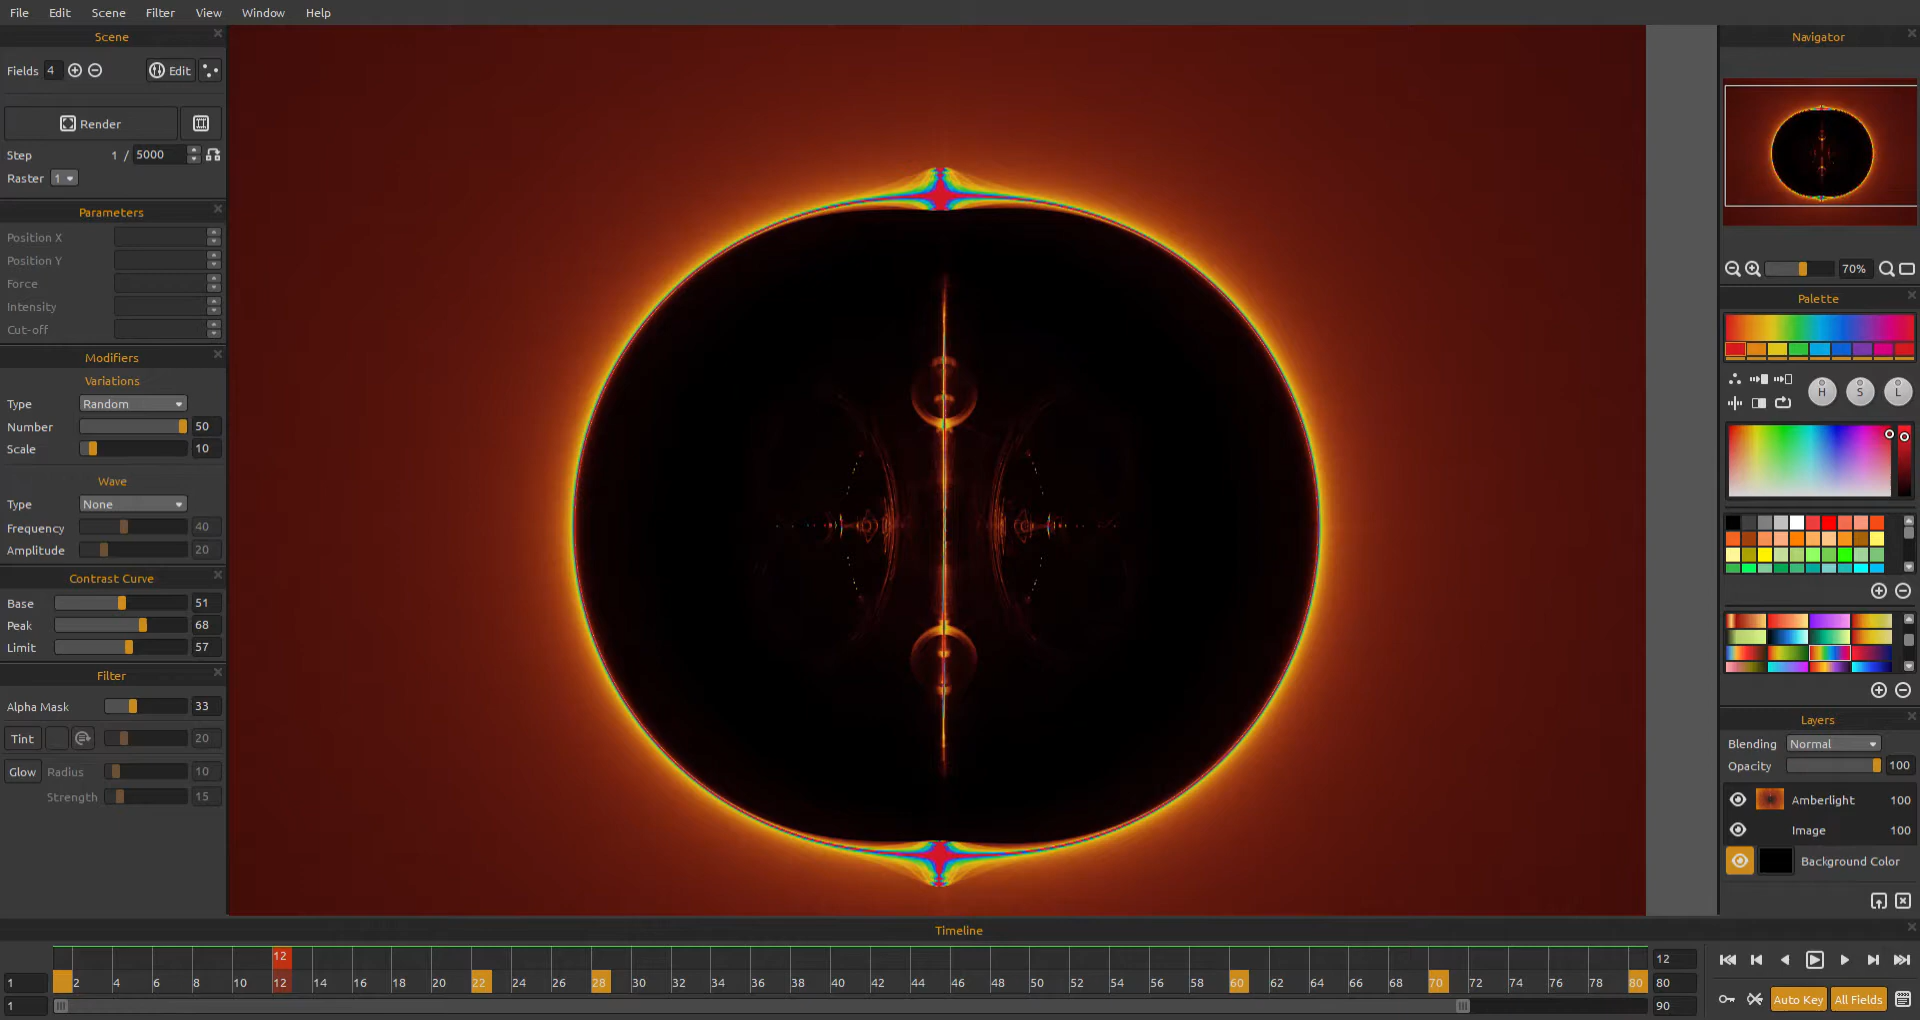 File Edit Scene Filter View Window Help
Scene
Fields 4 Edit
Render
Step 1 / 5000
Raster 1
Parameters
Position X
Position Y
Force
Intensity
Cut-off
Modifiers
Variations
Type Random
Number 50
Scale 10
Wave
Type None
Frequency 40
Amplitude 20
Contrast Curve
Base 51
Peak 68
Limit 57
Filter
Alpha Mask 33
Tint 20
Glow Radius 10
Strength 15
Navigator
70%
Palette
H S L
Layers
Blending Normal
Opacity 100
Amberlight 100
Image 100
Background Color
Timeline
12 12
1 2 4 6 8 10 12 14 16 18 20 22 24 26 28 30 32 34 36 38 40 42 44 46 48 50 52 54 56 58 60 62 64 66 68 70 72 74 76 78 80 80
1 90
Auto Key All Fields